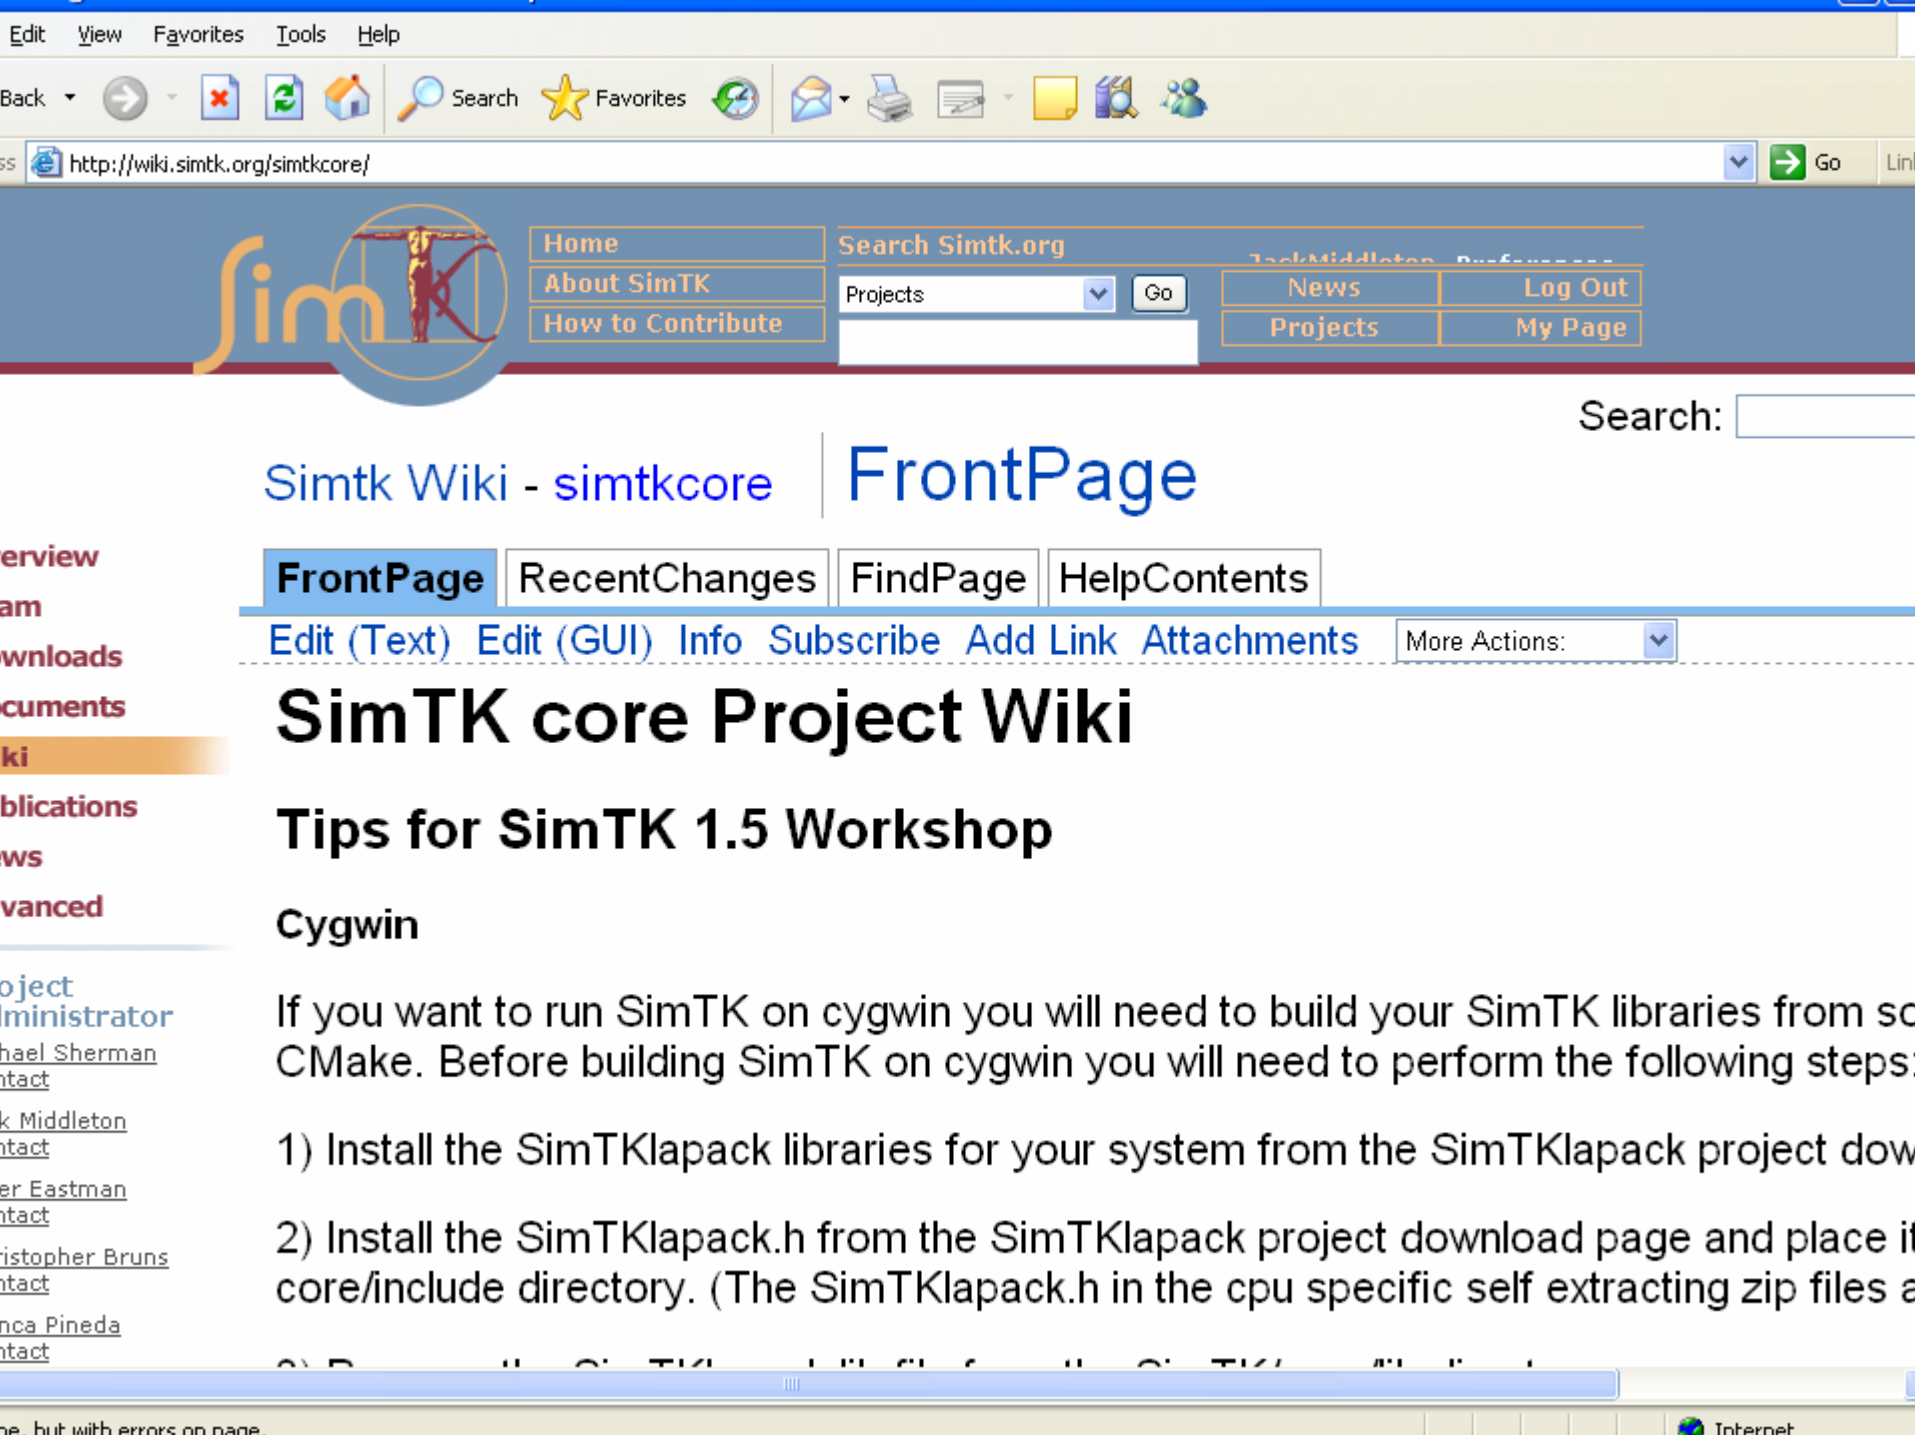 Edit View Favorites Tools Help
Back Search Favorites
http://wiki.simtk.org/simtkcore/ Go
SimTK
Home
About SimTK
How to Contribute
Search Simtk.org
Projects Go
JackMiddleton Preferences
News Log Out
Projects My Page
Search:
Simtk Wiki - simtkcore FrontPage
FrontPage RecentChanges FindPage HelpContents
Edit (Text) Edit (GUI) Info Subscribe Add Link Attachments More Actions:
erview
am
wnloads
cuments
ki
blications
ws
vanced
oject
ministrator
hael Sherman
ntact
k Middleton
ntact
er Eastman
ntact
ristopher Bruns
ntact
nca Pineda
ntact
SimTK core Project Wiki
Tips for SimTK 1.5 Workshop
Cygwin
If you want to run SimTK on cygwin you will need to build your SimTK libraries from so
CMake. Before building SimTK on cygwin you will need to perform the following steps:
1) Install the SimTKlapack libraries for your system from the SimTKlapack project dow
2) Install the SimTKlapack.h from the SimTKlapack project download page and place it
core/include directory. (The SimTKlapack.h in the cpu specific self extracting zip files a
ne, but with errors on page. Internet